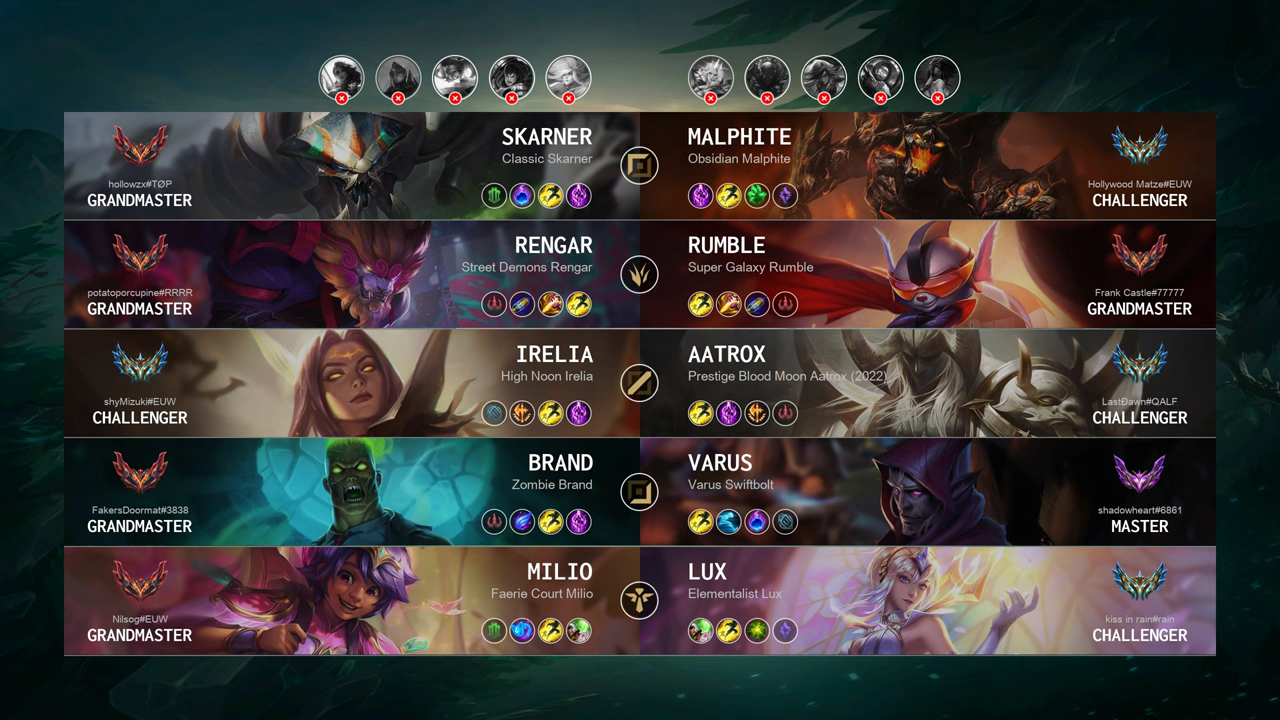 SKARNER
Classic Skarner
hollowzx#TØP
GRANDMASTER
MALPHITE
Obsidian Malphite
Hollywood Matze#EUW
CHALLENGER
RENGAR
Street Demons Rengar
potatoporcupine#RRRR
GRANDMASTER
RUMBLE
Super Galaxy Rumble
Frank Castle#77777
GRANDMASTER
IRELIA
High Noon Irelia
shyMizuki#EUW
CHALLENGER
AATROX
Prestige Blood Moon Aatrox (2022)
LastÐawn#QALF
CHALLENGER
BRAND
Zombie Brand
FakersDoormat#3838
GRANDMASTER
VARUS
Varus Swiftbolt
shadowheart#6861
MASTER
MILIO
Faerie Court Milio
Nilsog#EUW
GRANDMASTER
LUX
Elementalist Lux
kiss in rain#rain
CHALLENGER